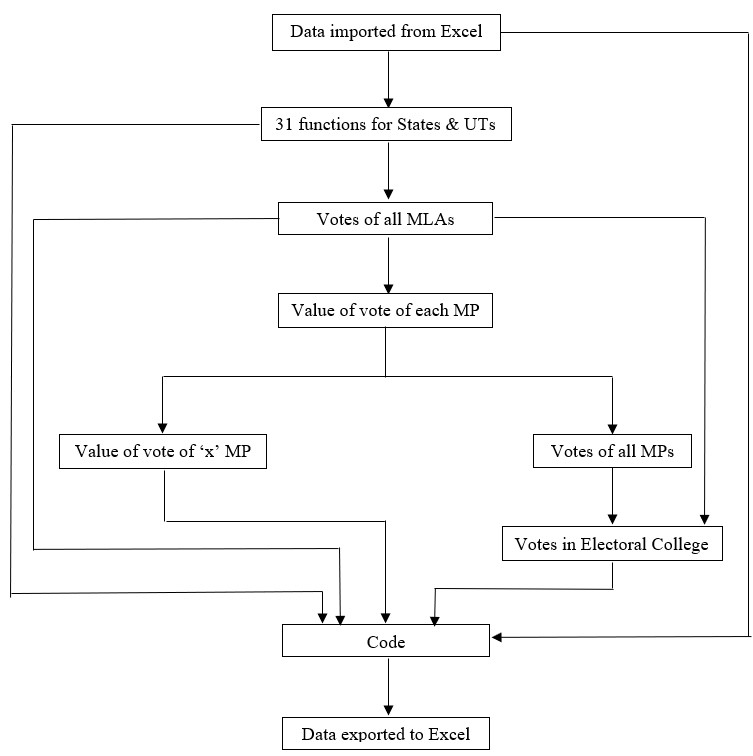 Data imported from Excel
31 functions for States & UTs
Votes of all MLAs
Value of vote of each MP
Value of vote of ‘x’ MP
Votes of all MPs
Votes in Electoral College
Code
Data exported to Excel